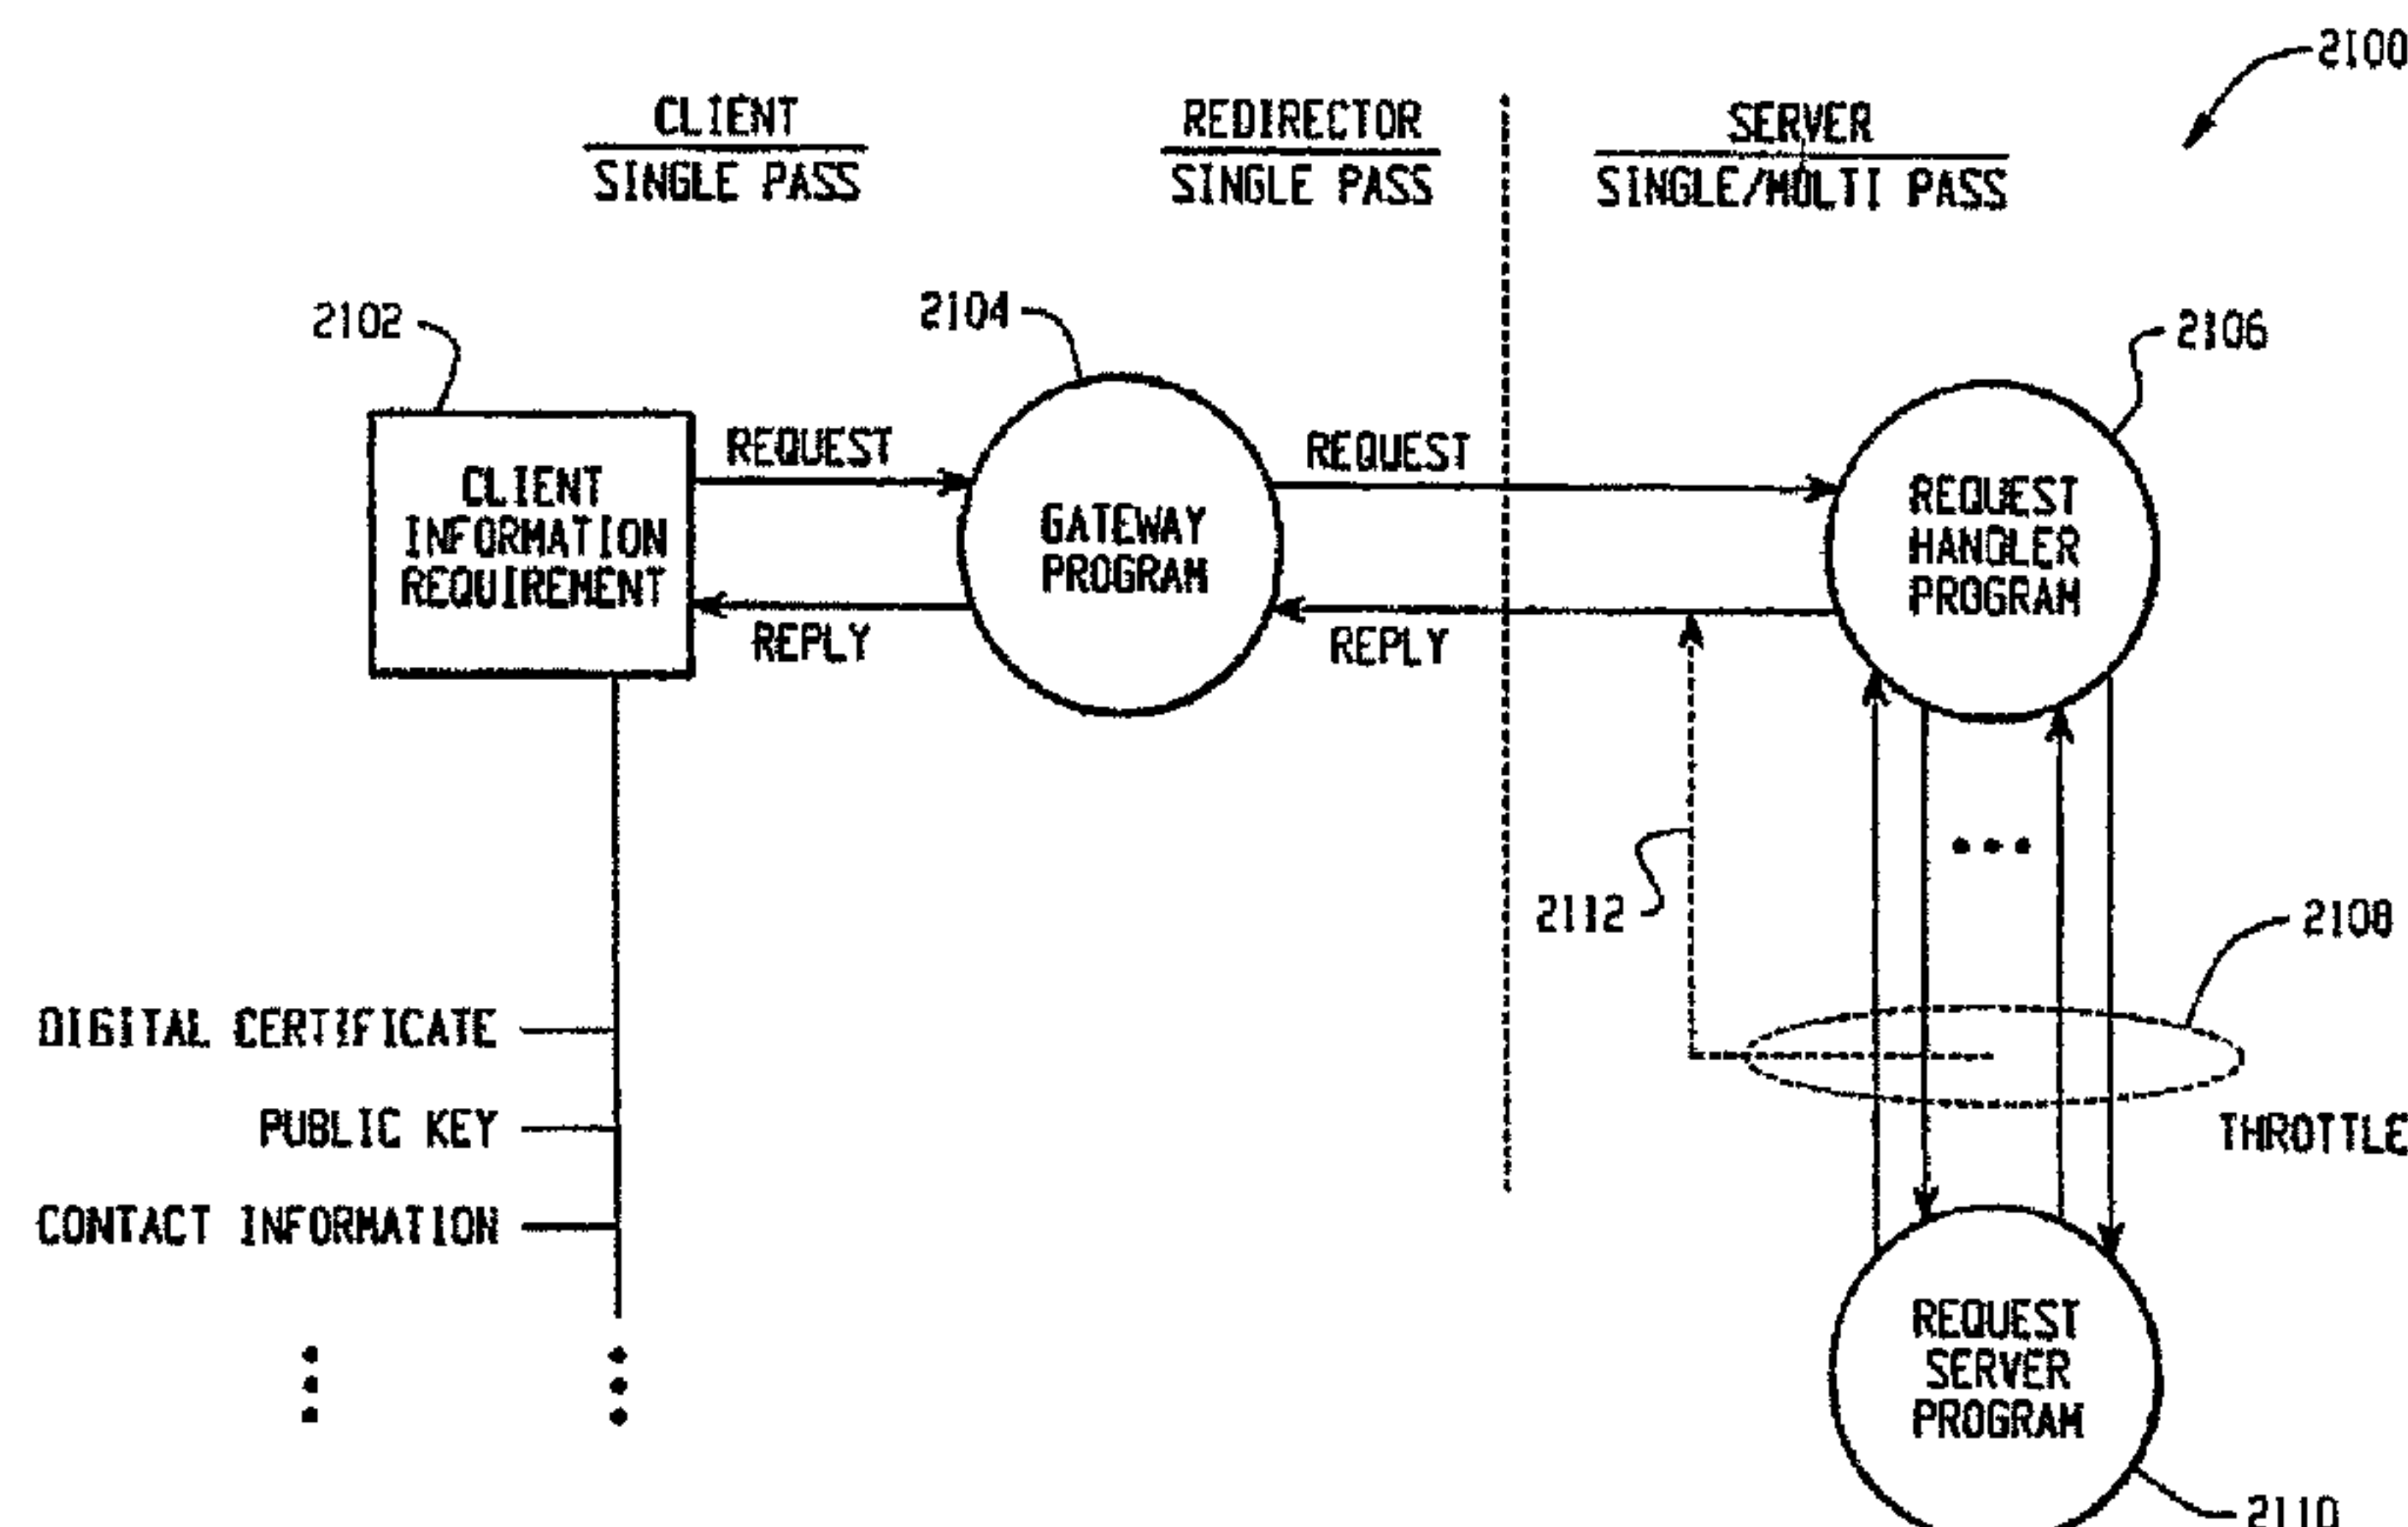 2100
CLIENT
SINGLE PASS
REDIRECTOR
SINGLE PASS
SERVER
SINGLE/MOLTI PASS
2102
2104
2106
CLIENT
INFORMATION
REQUIREMENT
REQUEST
REPLY
GATEWAY
PROGRAM
REQUEST
REPLY
REQUEST
HANDLER
PROGRAM
2112
2108
THROTTLE
DIGITAL CERTIFICATE
PUBLIC KEY
CONTACT INFORMATION
REQUEST
SERVER
PROGRAM
2110